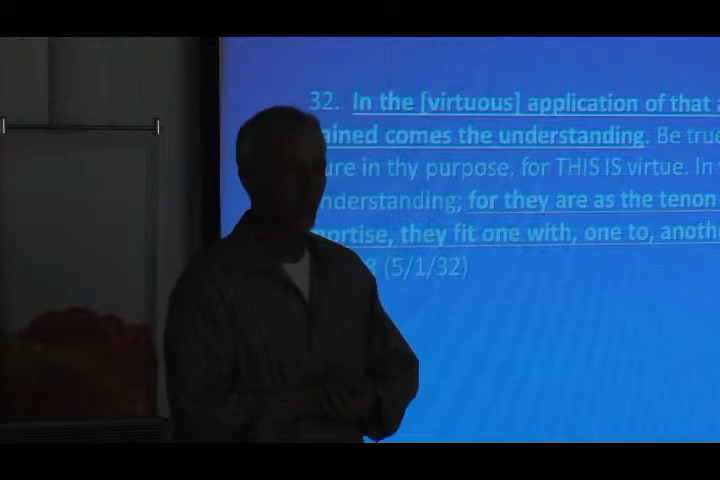 32. In the [virtuous] application of that
ained comes the understanding. Be true
ure in thy purpose, for THIS IS virtue. In
nderstanding; for they are as the tenon
ortise, they fit one with, one to, anothe
8 (5/1/32)